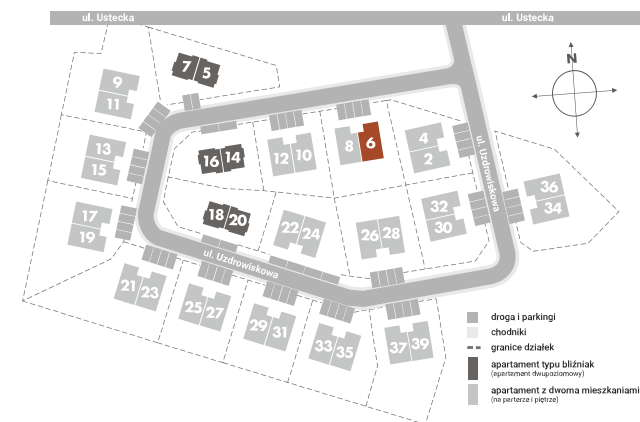 ul. Ustecka
ul. Ustecka
7 5
9
11
N
13
15
16 14
12 10
8 6
4
2
ul. Uzdrowiskowa
36
34
17
19
18 20
22 24
26 28
32
30
ul. Uzdrowiskowa
21 23
25 27
29 31
33 35
37 39
droga i parkingi
chodniki
granice działek
apartament typu bliźniak
(apartament dwupoziomowy)
apartament z dwoma mieszkaniami
(na parterze i piętrze)